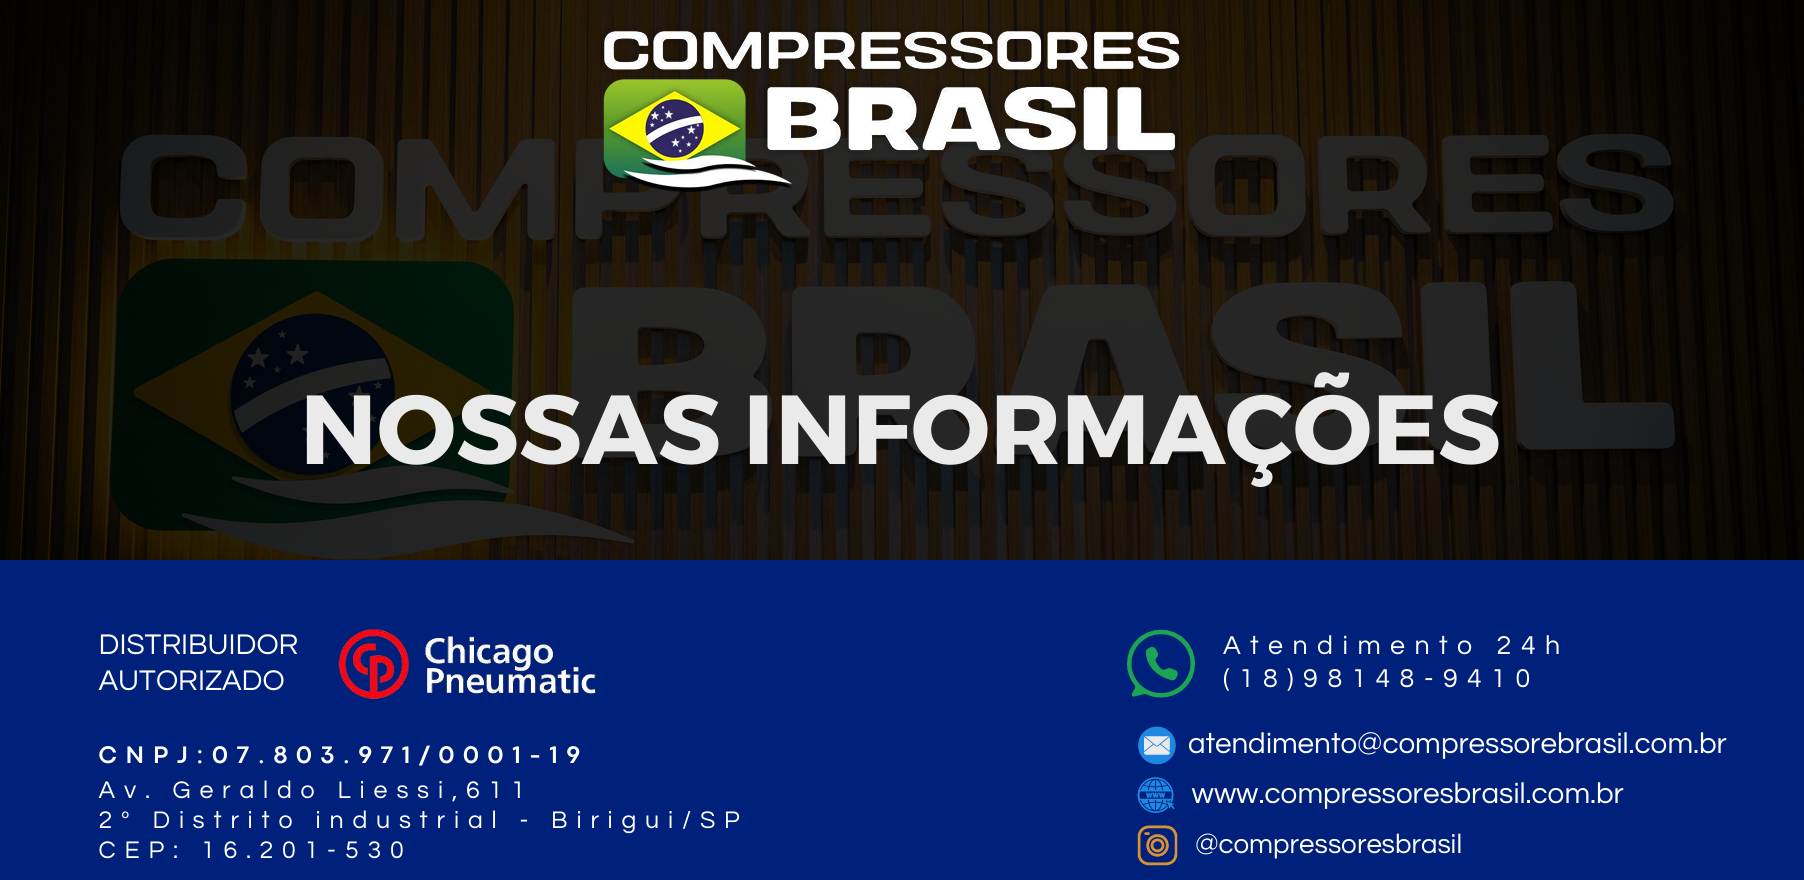 COMPRESSORES
BRASIL
COMPRESSORES
BRASIL
NOSSAS INFORMAÇÕES
DISTRIBUIDOR
AUTORIZADO
Chicago
Pneumatic
CNPJ:07.803.971/0001-19
Av. Geraldo Liessi,611
2° Distrito industrial - Birigui/SP
CEP: 16.201-530
Atendimento 24h
(18)98148-9410
atendimento@compressorebrasil.com.br
www.compressoresbrasil.com.br
@compressoresbrasil